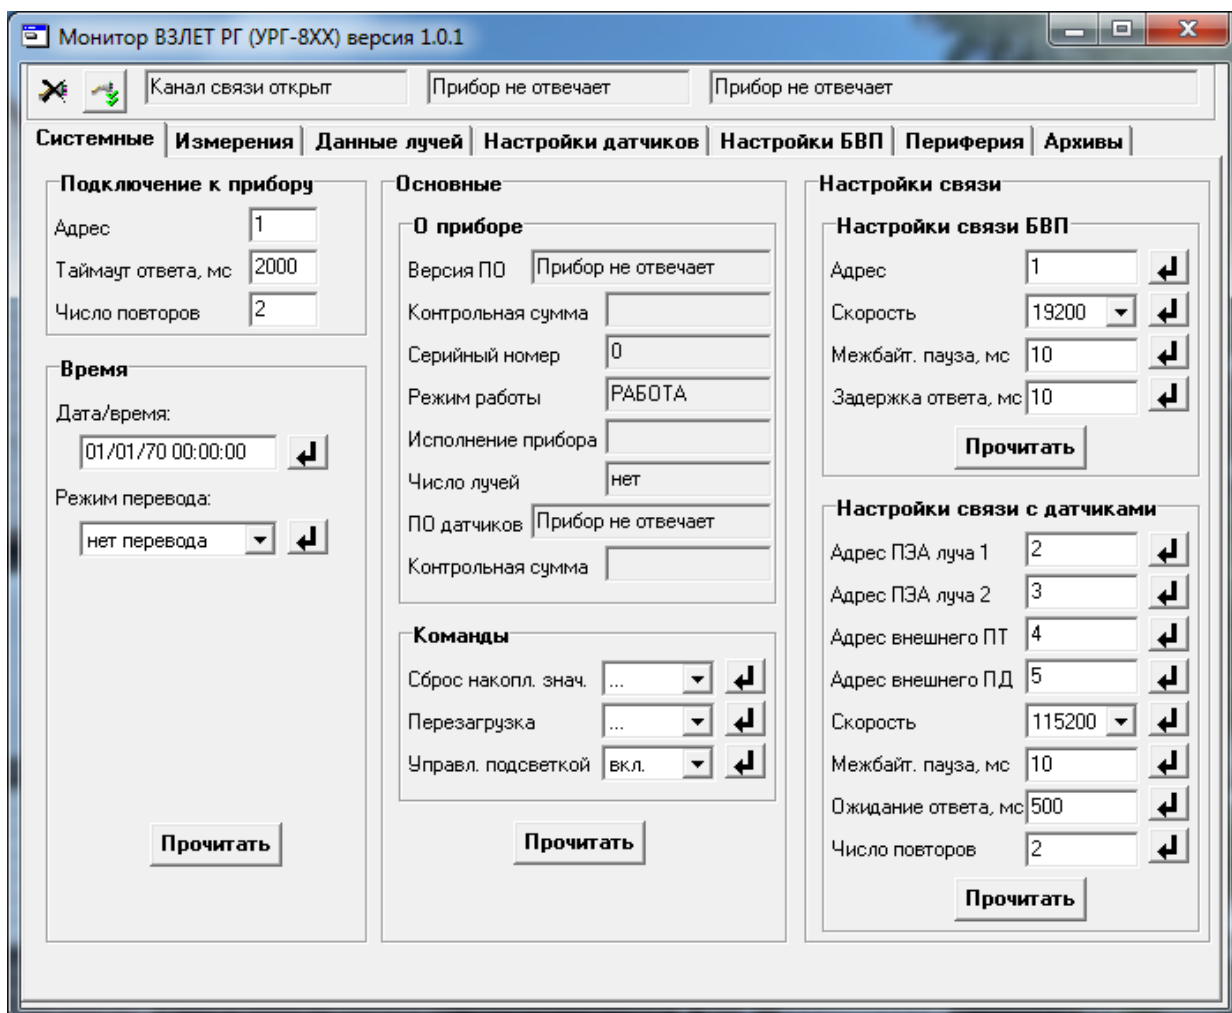 Монитор ВЗЛЕТ РГ (УРГ-8XX) версия 1.0.1
Канал связи открыт
Прибор не отвечает
Прибор не отвечает
Системные
Измерения
Данные лучей
Настройки датчиков
Настройки БВП
Периферия
Архивы
Подключение к прибору
Адрес 1
Таймаут ответа, мс 2000
Число повторов 2
Время
Дата/время:
01/01/70 00:00:00
Режим перевода:
нет перевода
Прочитать
Основные
О приборе
Версия ПО Прибор не отвечает
Контрольная сумма
Серийный номер 0
Режим работы РАБОТА
Исполнение прибора
Число лучей нет
ПО датчиков Прибор не отвечает
Контрольная сумма
Команды
Сброс накопл. знач. ...
Перезагрузка ...
Управл. подсветкой вкл.
Прочитать
Настройки связи
Настройки связи БВП
Адрес 1
Скорость 19200
Межбайт. пауза, мс 10
Задержка ответа, мс 10
Прочитать
Настройки связи с датчиками
Адрес ПЭА луча 1 2
Адрес ПЭА луча 2 3
Адрес внешнего ПТ 4
Адрес внешнего ПД 5
Скорость 115200
Межбайт. пауза, мс 10
Ожидание ответа, мс 500
Число повторов 2
Прочитать